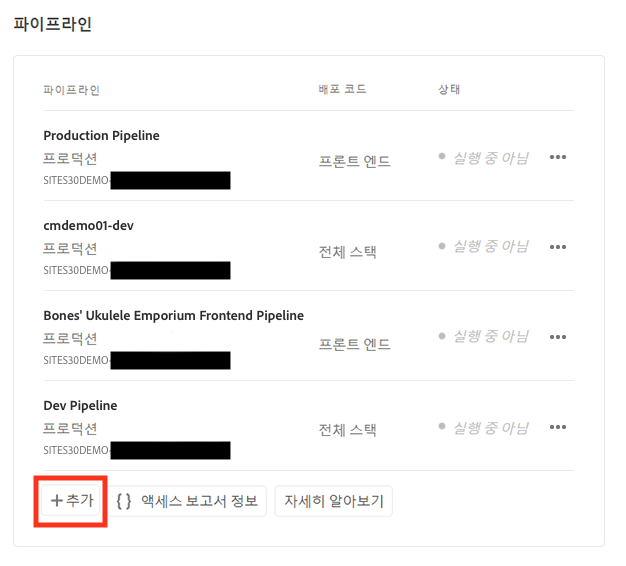 파이프라인
파이프라인 배포 코드 상태
Production Pipeline
프로덕션 프론트 엔드 실행 중 아님
SITES30DEMO-
cmdemo01-dev
프로덕션 전체 스택 실행 중 아님
SITES30DEMO-
Bones' Ukulele Emporium Frontend Pipeline
프로덕션 프론트 엔드 실행 중 아님
SITES30DEMO-
Dev Pipeline
프로덕션 전체 스택 실행 중 아님
SITES30DEMO-
+ 추가 {} 액세스 보고서 정보 자세히 알아보기